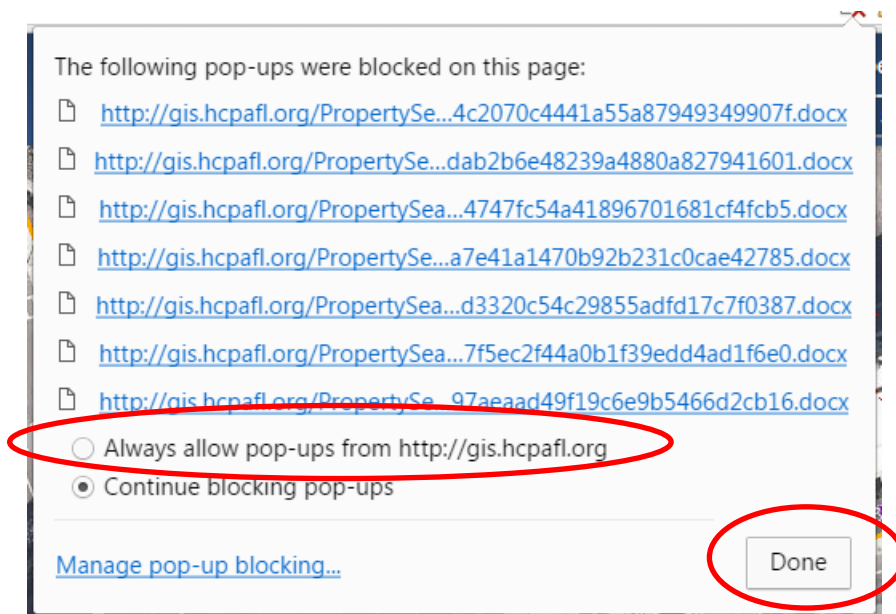 The following pop-ups were blocked on this page:
http://gis.hcpafl.org/PropertySe...4c2070c4441a55a87949349907f.docx
http://gis.hcpafl.org/PropertySe...dab2b6e48239a4880a827941601.docx
http://gis.hcpafl.org/PropertySea...4747fc54a41896701681cf4fcb5.docx
http://gis.hcpafl.org/PropertySe...a7e41a1470b92b231c0cae42785.docx
http://gis.hcpafl.org/PropertySea...d3320c54c29855adfd17c7f0387.docx
http://gis.hcpafl.org/PropertySea...7f5ec2f44a0b1f39edd4ad1f6e0.docx
http://gis.hcpafl.org/PropertySe...97aeaad49f19c6e9b5466d2cb16.docx
Always allow pop-ups from http://gis.hcpafl.org
Continue blocking pop-ups
Manage pop-up blocking...
Done